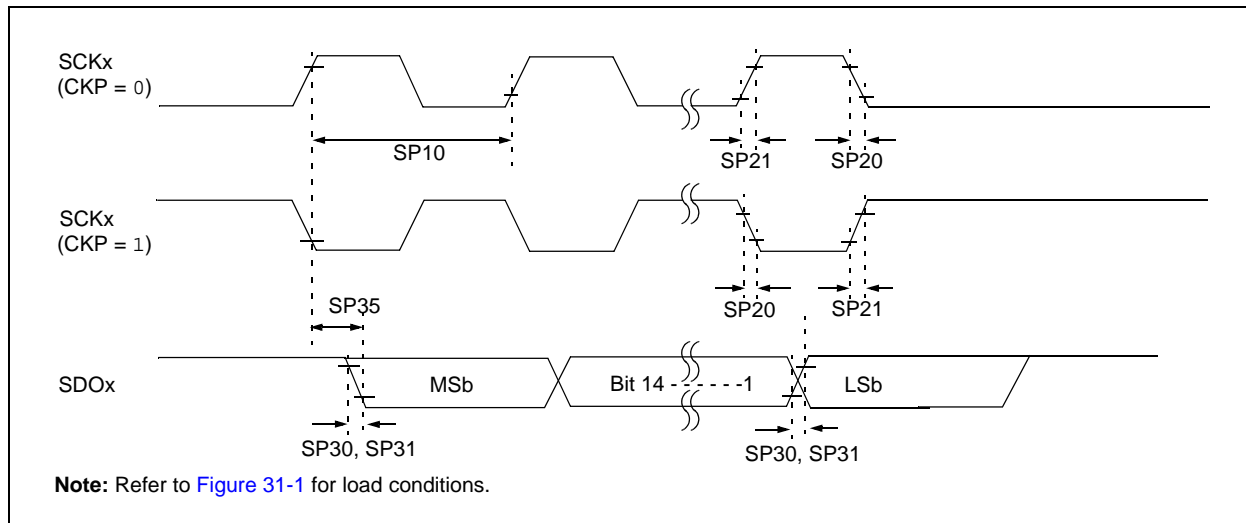 SCKx
(CKP = 0)
SP10
SP21
SP20
SCKx
(CKP = 1)
SP20
SP21
SP35
SDOx
MSb
Bit 14 - - - - - -1
LSb
SP30, SP31
SP30, SP31
Note: Refer to Figure 31-1 for load conditions.